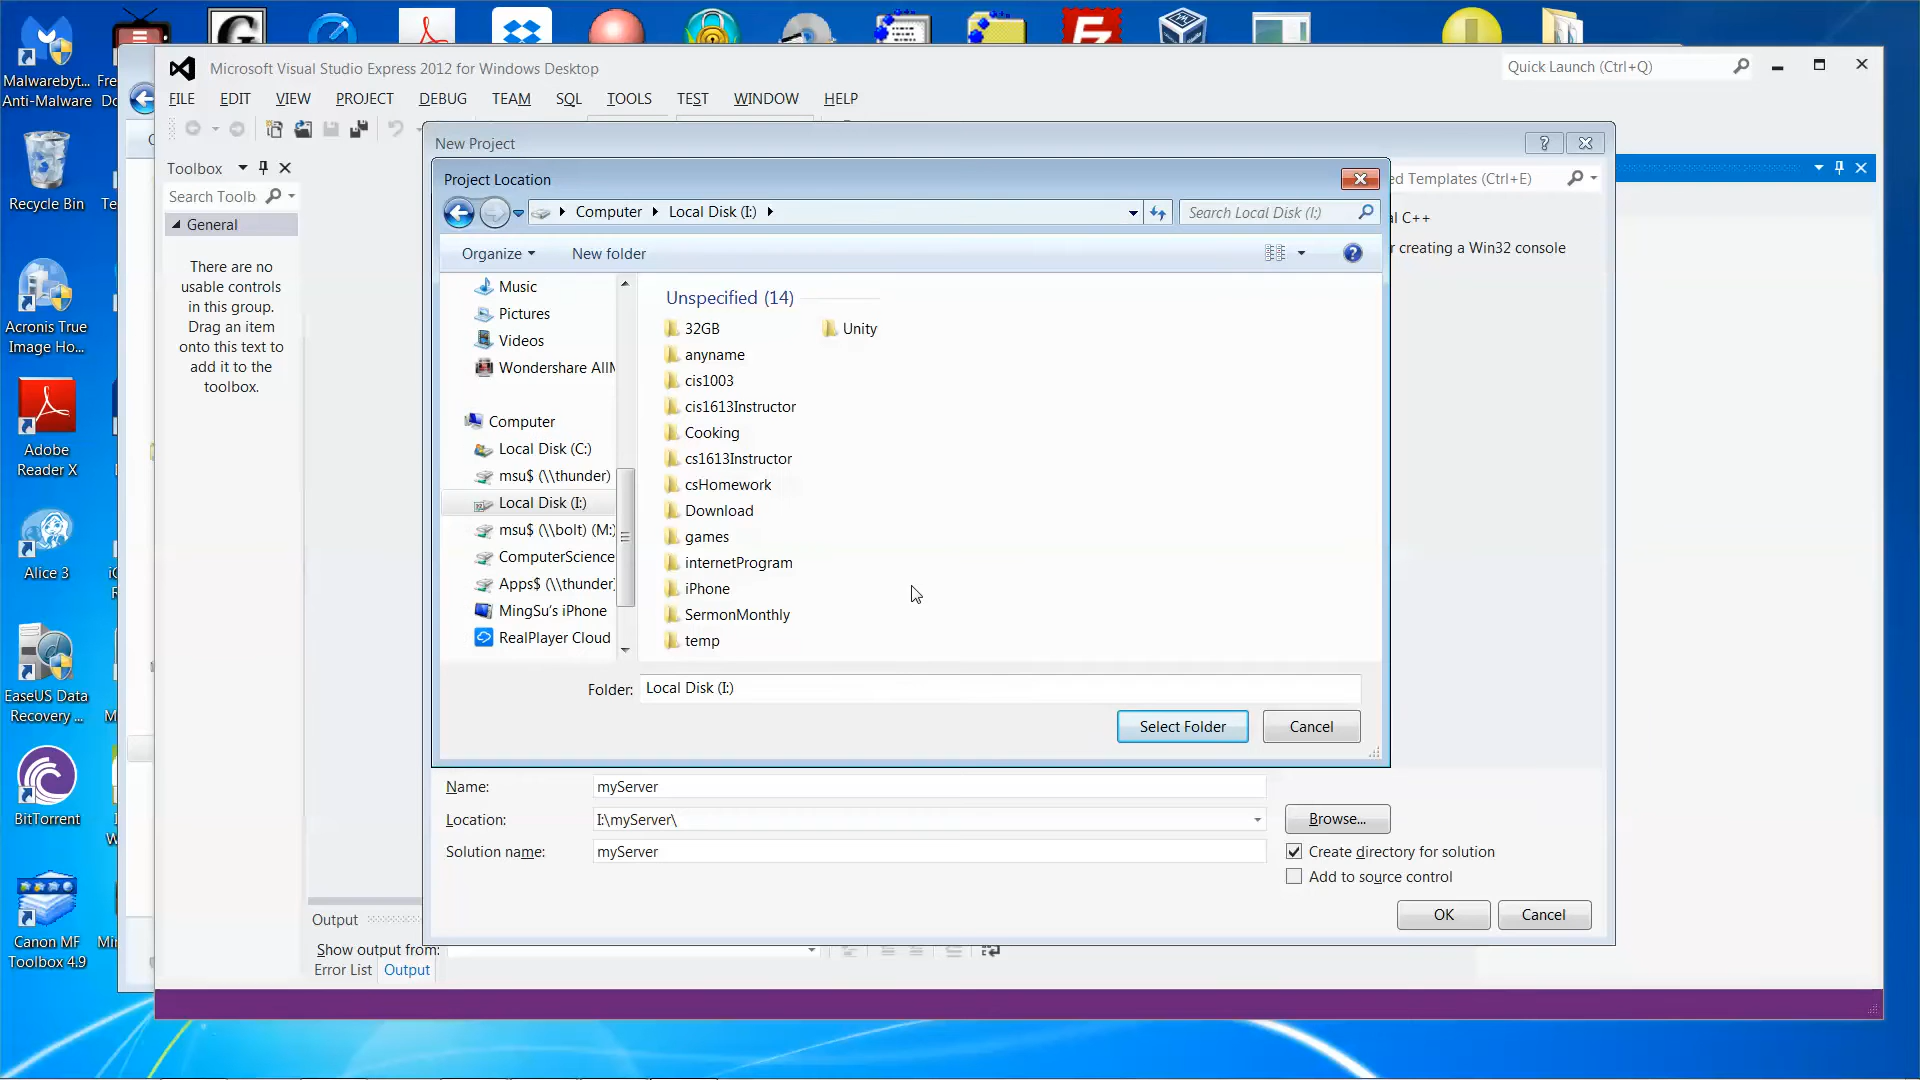 Microsoft Visual Studio Express 2012 for Windows Desktop
Quick Launch (Ctrl+Q)
FILE EDIT VIEW PROJECT DEBUG TEAM SQL TOOLS TEST WINDOW HELP
Malwareby...
Anti-Malware
Recycle Bin
Acronis True
Image Ho...
Adobe
Reader X
Alice 3
EaseUS Data
Recovery ...
BitTorrent
Canon MF
Toolbox 4.9
Toolbox
Search Toolb
General
There are no
usable controls
in this group.
Drag an item
onto this text to
add it to the
toolbox.
New Project
ed Templates (Ctrl+E)
al C++
r creating a Win32 console
Project Location
Computer Local Disk (I:)
Search Local Disk (I:)
Organize New folder
Music
Pictures
Videos
Wondershare AllM
Computer
Local Disk (C:)
msu$ (\\thunder)
Local Disk (I:)
msu$ (\\bolt) (M:)
ComputerScience
Apps$ (\\thunder)
MingSu's iPhone
RealPlayer Cloud
Unspecified (14)
32GB
anyname
cis1003
cis1613Instructor
Cooking
cs1613Instructor
csHomework
Download
games
internetProgram
iPhone
SermonMonthly
temp
Unity
Folder: Local Disk (I:)
Select Folder Cancel
Name: myServer
Location: I:\myServer\
Browse...
Solution name: myServer
Create directory for solution
Add to source control
OK Cancel
Output
Show output from:
Error List Output